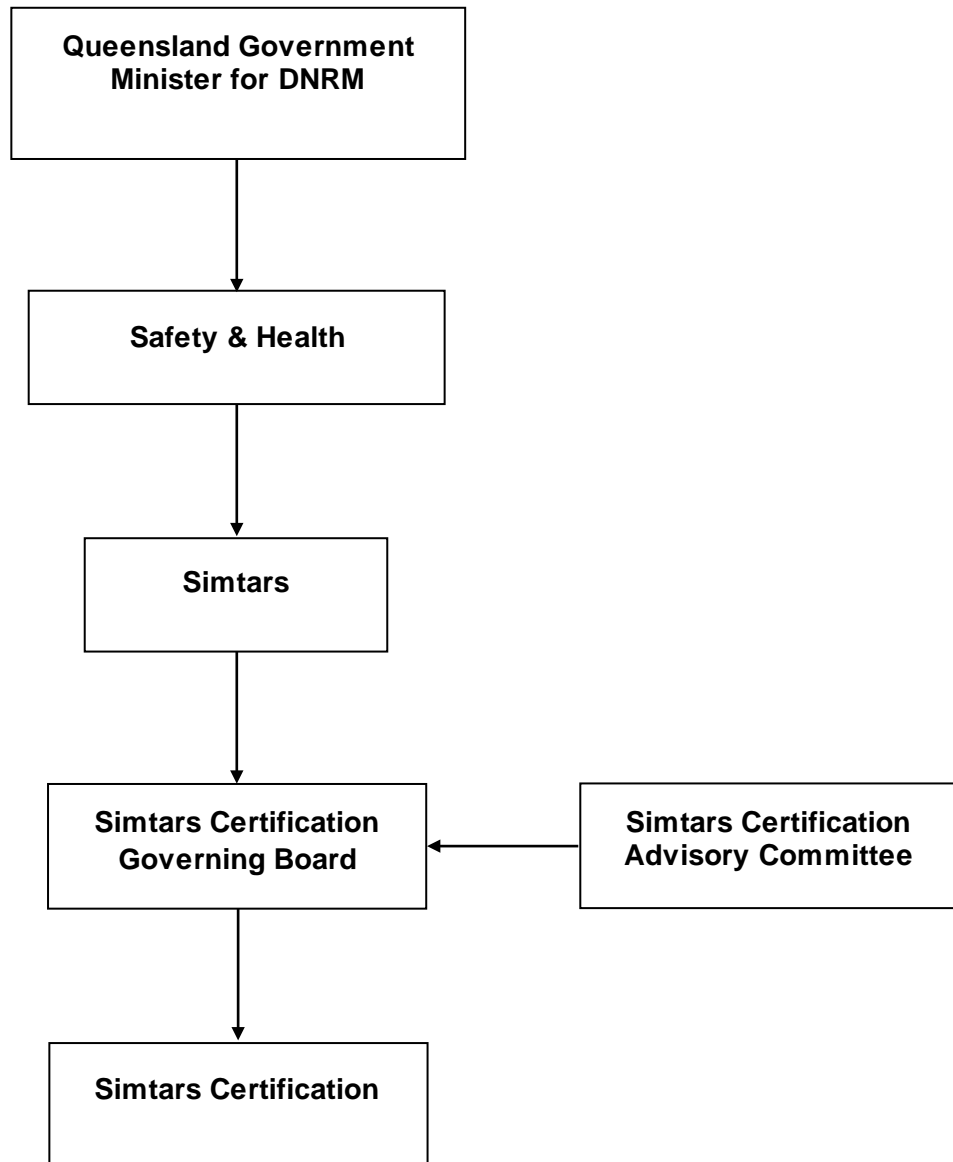 Queensland Government
Minister for DNRM
Safety & Health
Simtars
Simtars Certification
Governing Board
Simtars Certification
Advisory Committee
Simtars Certification